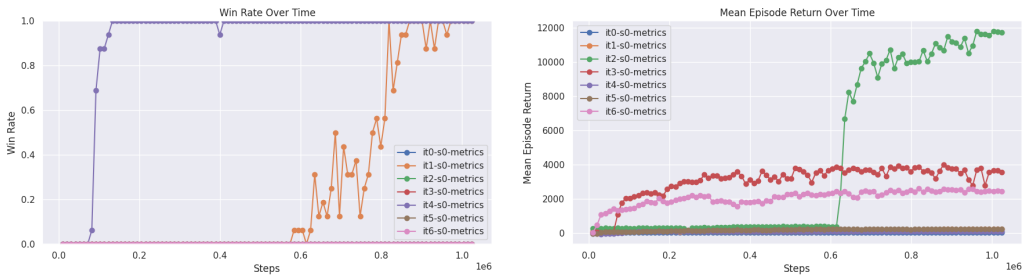 Win Rate Over Time
1.0
0.8
0.6
0.4
0.2
0.0
Win Rate
it0-s0-metrics
it1-s0-metrics
it2-s0-metrics
it3-s0-metrics
it4-s0-metrics
it5-s0-metrics
it6-s0-metrics
0.0
0.2
0.4
0.6
0.8
1.0
1e6
Steps
Mean Episode Return Over Time
12000
10000
8000
6000
4000
2000
0
Mean Episode Return
it0-s0-metrics
it1-s0-metrics
it2-s0-metrics
it3-s0-metrics
it4-s0-metrics
it5-s0-metrics
it6-s0-metrics
0.0
0.2
0.4
0.6
0.8
1.0
1e6
Steps